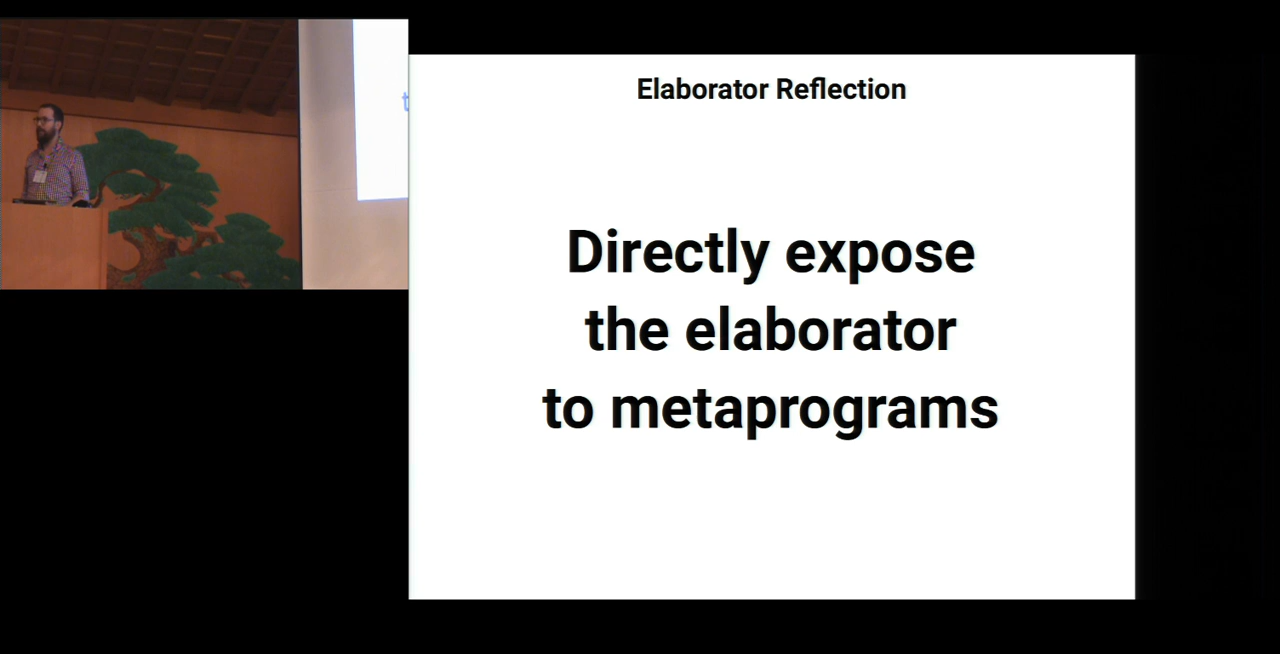 Elaborator Reflection
Directly expose
the elaborator
to metaprograms